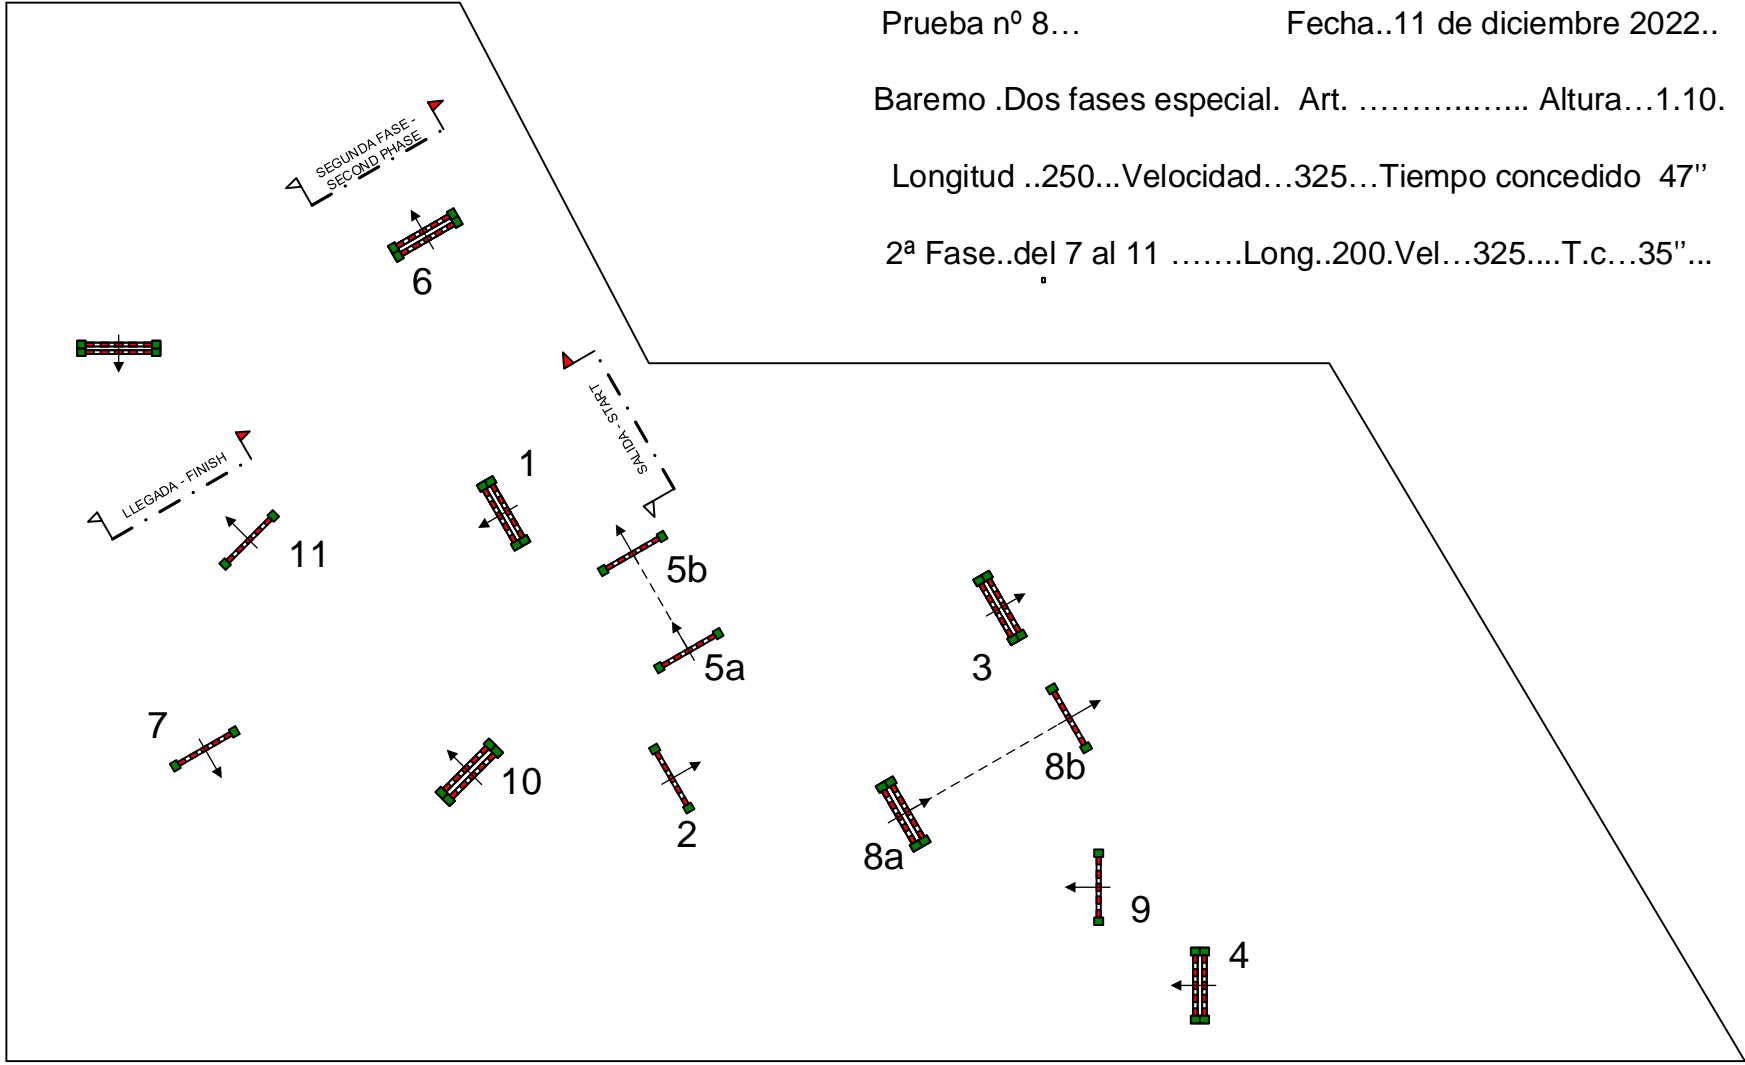 Prueba nº 8… Fecha..11 de diciembre 2022..
Baremo .Dos fases especial. Art. ………..….. Altura…1.10.
Longitud ..250...Velocidad…325…Tiempo concedido 47’’
2ª Fase..del 7 al 11 …….Long..200.Vel…325....T.c…35’’...
SEGUNDA FASE -
SECOND PHASE
6
SALIDA - START
LLEGADA - FINISH
1
11
5b
5a
3
7
10
2
8b
8a
9
4